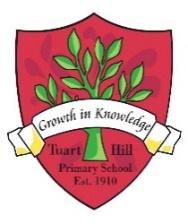 Growth in Knowledge
Tuart Hill
Primary School
Est. 1910